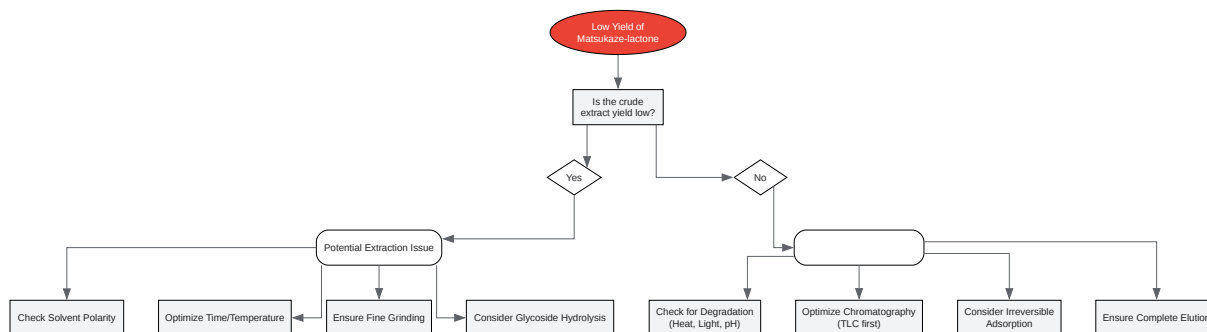 Low Yield of
Matsukaze-lactone
Is the crude
extract yield low?
Yes
No
Potential Extraction Issue
Check Solvent Polarity
Optimize Time/Temperature
Ensure Fine Grinding
Consider Glycoside Hydrolysis
Check for Degradation
(Heat, Light, pH)
Optimize Chromatography
(TLC first)
Consider Irreversible
Adsorption
Ensure Complete Elution